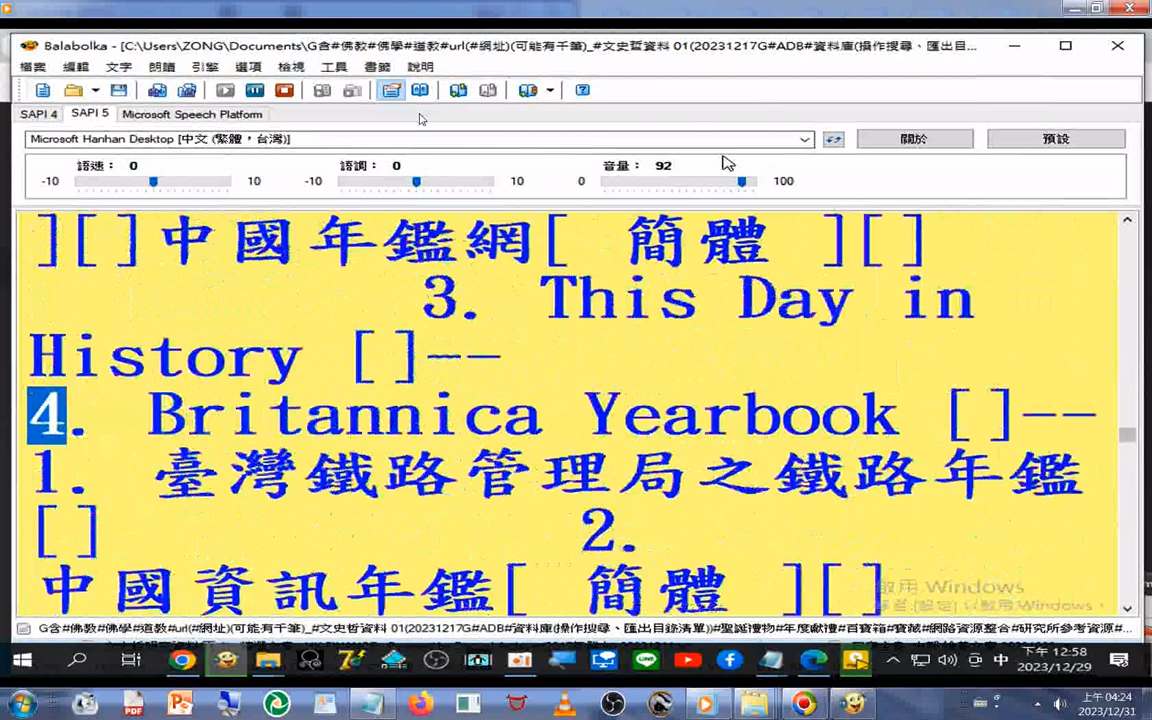 Balabolka - [C:\Users\ZONG\Documents\G含#佛教#佛學#道教#url(#網址)(可能有千筆)_#文史哲資料 01(20231217G#ADB#資料庫(操作搜尋、匯出目...
檔案 編輯 文字 朗讀 引擎 選項 檢視 工具 書籤 說明
SAPI 4 SAPI 5 Microsoft Speech Platform
Microsoft Hanhan Desktop [中文 (繁體，台灣)] 關於 預設
語速： 0 語調： 0 音量： 92
-10 10 -10 10 0 100
][]中國年鑑網[ 簡體 ][]
3. This Day in
History []--
4. Britannica Yearbook []--
1. 臺灣鐵路管理局之鐵路年鑑
[] 2.
中國資訊年鑑[ 簡體 ][]
啟用 Windows
移至 [設定] 以啟用 Windows。
G含#佛教#佛學#道教#url(#網址)(可能有千筆)_#文史哲資料 01(20231217G#ADB#資料庫(操作搜尋、匯出目錄清單))#聖誕禮物#年度獻禮#百寶箱#寶藏#網路資源整合#研究所參考資源#...
中 下午 12:58
2023/12/29
上午 04:24
2023/12/31